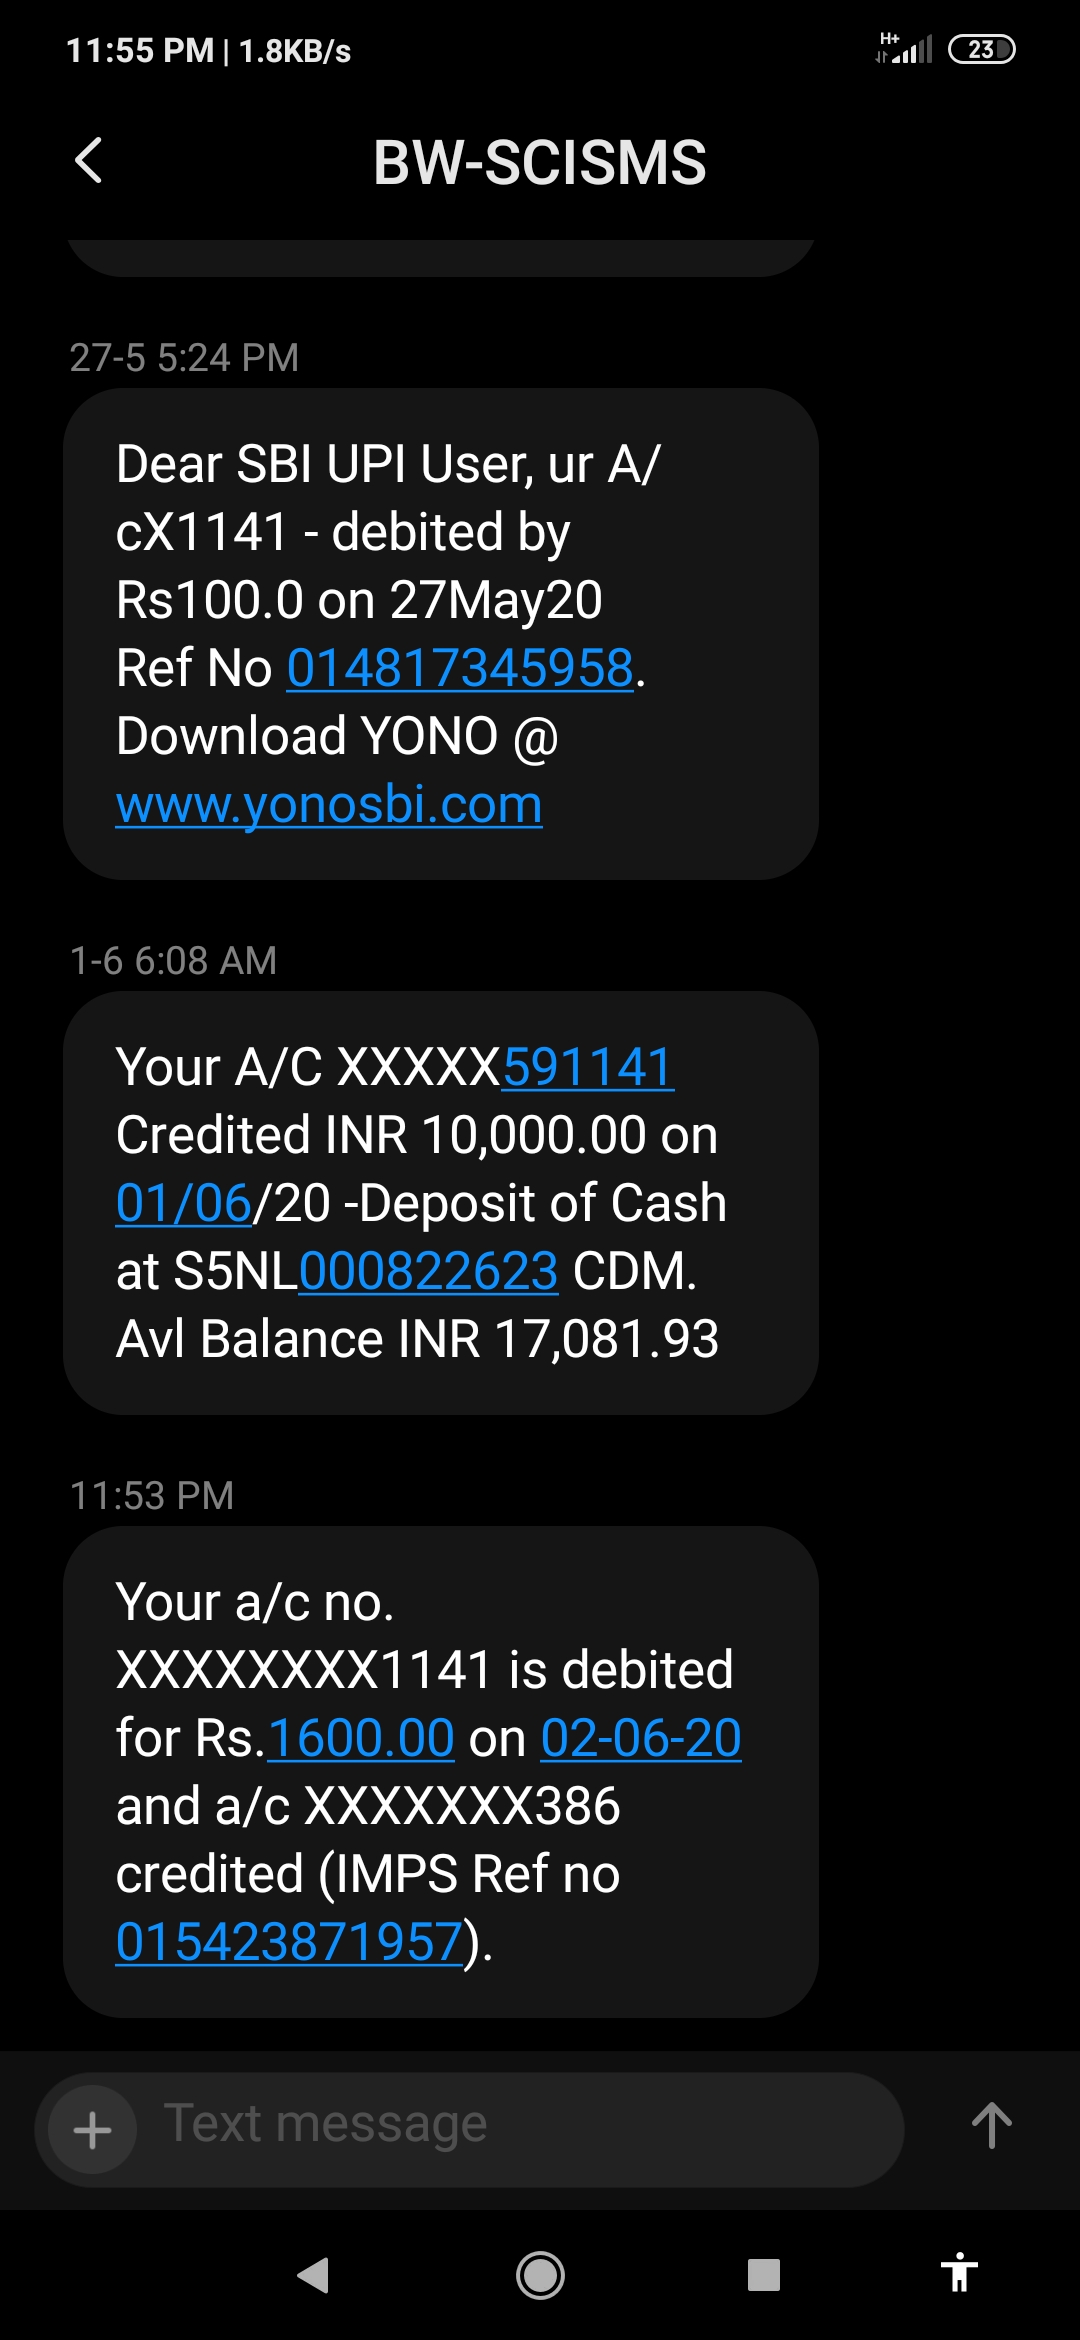 11:55 PM | 1.8KB/s
H+
23
BW-SCISMS
27-5 5:24 PM
Dear SBI UPI User, ur A/
cX1141 - debited by
Rs100.0 on 27May20
Ref No 014817345958.
Download YONO @
www.yonosbi.com
1-6 6:08 AM
Your A/C XXXXX591141
Credited INR 10,000.00 on
01/06/20 -Deposit of Cash
at S5NL000822623 CDM.
Avl Balance INR 17,081.93
11:53 PM
Your a/c no.
XXXXXXXX1141 is debited
for Rs.1600.00 on 02-06-20
and a/c XXXXXXX386
credited (IMPS Ref no
015423871957).
Text message